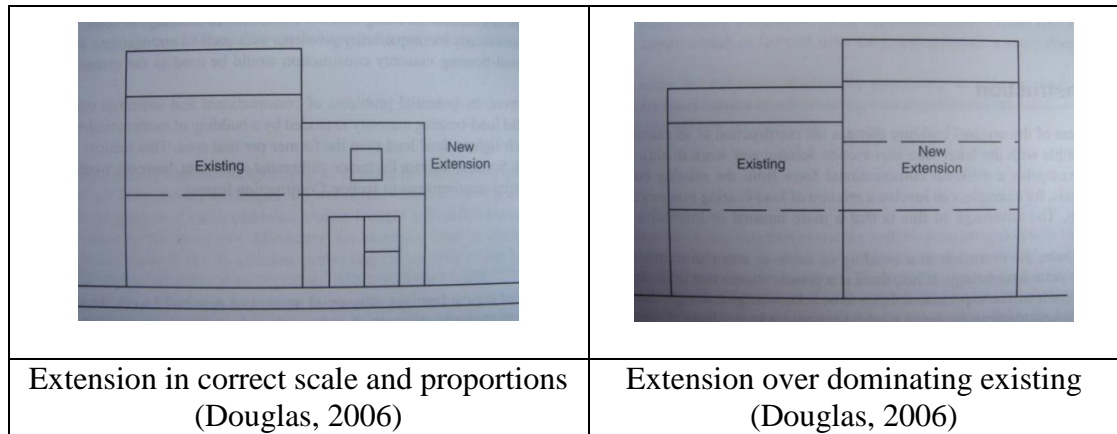 Existing
New
Extension
Existing
New
Extension
Extension in correct scale and proportions
(Douglas, 2006)
Extension over dominating existing
(Douglas, 2006)